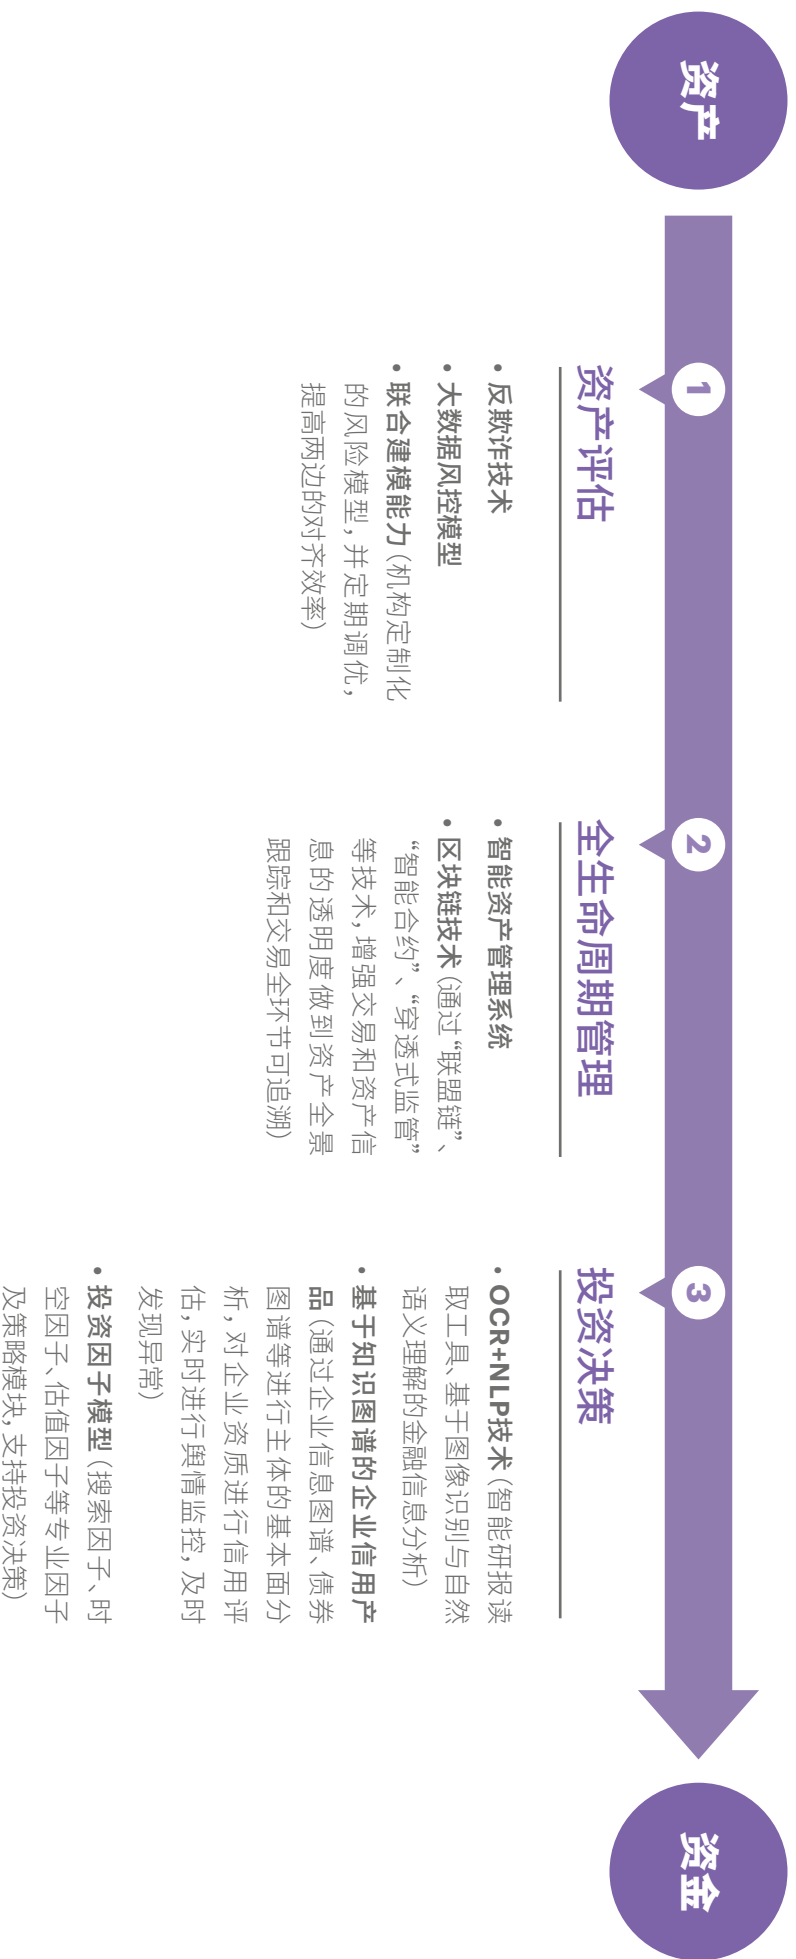 资产
1
资产评估
• 反欺诈技术
• 大数据风控模型
• 联合建模能力（机构定制化
的风险模型，并定期调优，
提高两边的对齐效率）
2
全生命周期管理
• 智能资产管理系统
• 区块链技术（通过“联盟链”、
“智能合约”、“穿透式监管”
等技术，增强交易和资产信
息的透明度做到资产全景
跟踪和交易全环节可追溯）
3
投资决策
• OCR+NLP技术（智能研报读
取工具、基于图像识别与自然
语义理解的金融信息分析）
• 基于知识图谱的企业信用产
品（通过企业信息图谱、债券
图谱等进行主体的基本面分
析，对企业资质进行信用评
估，实时进行舆情监控，及时
发现异常）
• 投资因子模型（搜索因子、时
空因子、估值因子等专业因子
及策略模块，支持投资决策）
资金